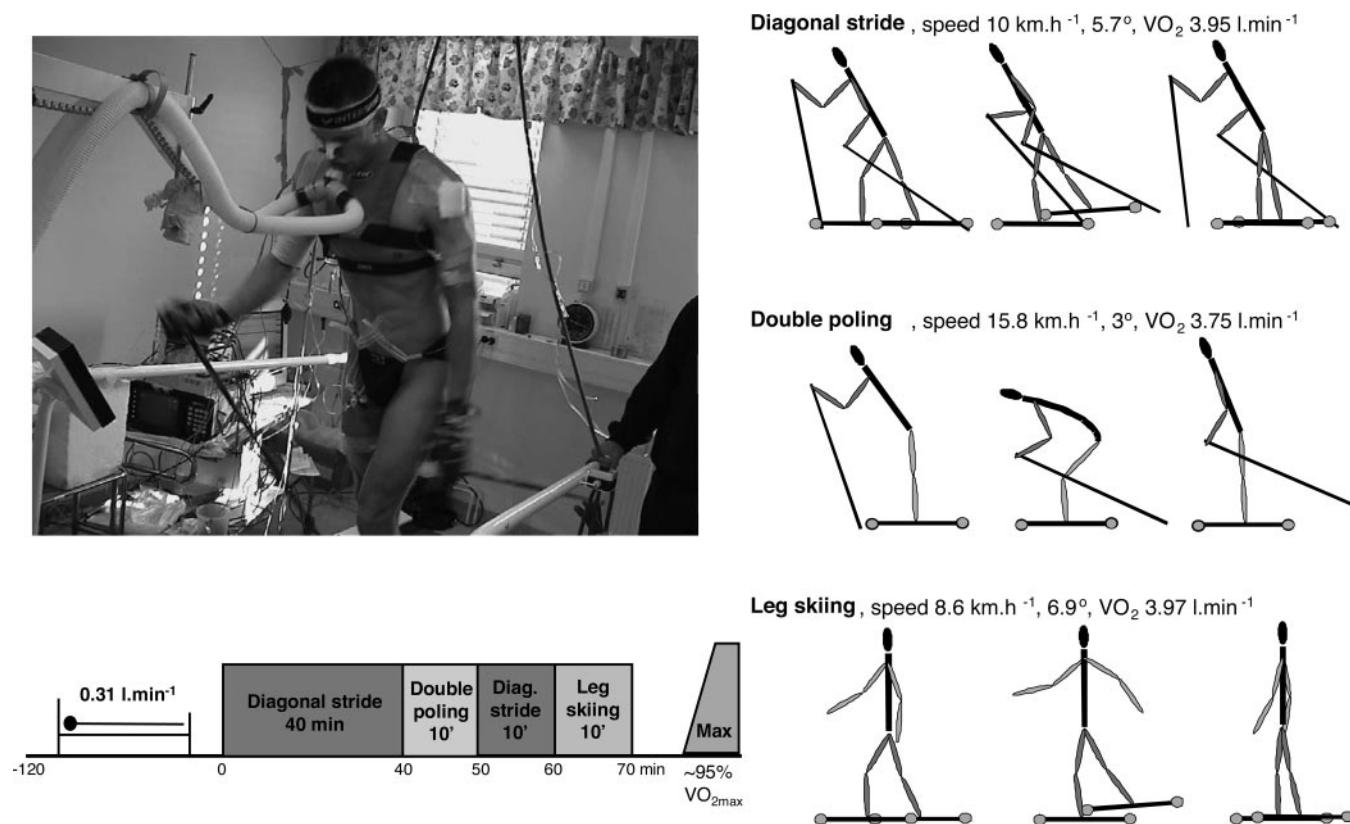 Diagonal stride , speed 10 km.h -1, 5.7o, VO2 3.95 l.min-1
Double poling , speed 15.8 km.h -1, 3o, VO2 3.75 l.min-1
Leg skiing , speed 8.6 km.h -1, 6.9o, VO2 3.97 l.min-1
0.31 l.min-1
Diagonal stride
40 min
Double
poling
10'
Diag.
stride
10'
Leg
skiing
10'
Max
-120
0
40
50
60
70 min
~95%
VO2max